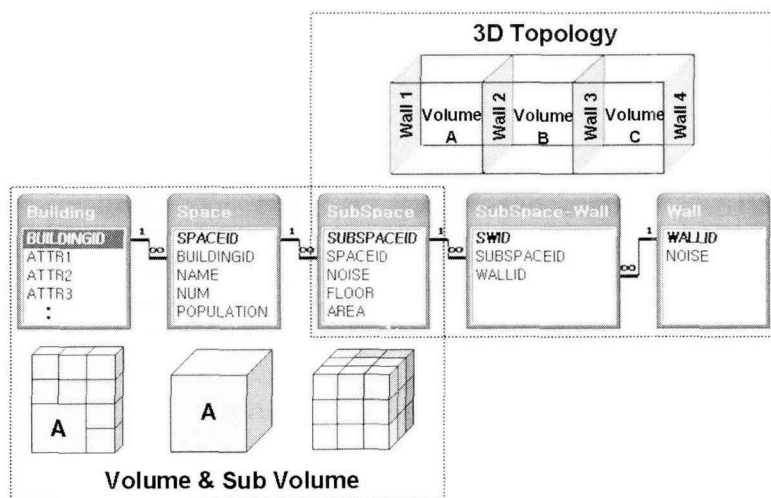 3D Topology
Wall 1
Volume A
Wall 2
Volume B
Wall 3
Volume C
Wall 4
Building
BUILDINGID
ATTR1
ATTR2
ATTR3
:
Space
SPACEID
BUILDINGID
NAME
NUM
POPULATION
SubSpace
SUBSPACEID
SPACEID
NOISE
FLOOR
AREA
SubSpace-Wall
SWID
SUBSPACEID
WALLID
Wall
WALLID
NOISE
1
∞
1
∞
1
∞
1
∞
A
A
Volume & Sub Volume